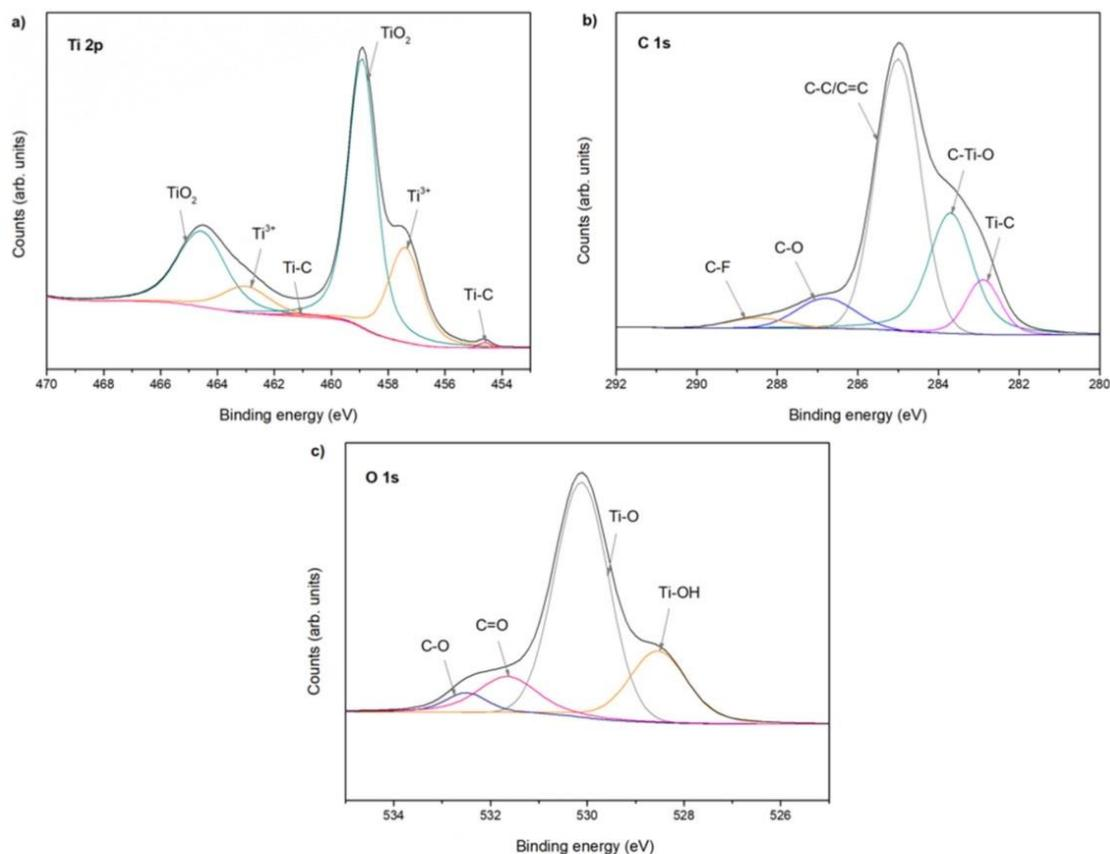 a)
Ti 2p
TiO₂
TiO₂
Ti³⁺
Ti³⁺
Ti-C
Ti-C
Counts (arb. units)
470 468 466 464 462 460 458 456 454
Binding energy (eV)
b)
C 1s
C-C/C=C
C-Ti-O
Ti-C
C-O
C-F
Counts (arb. units)
292 290 288 286 284 282 280
Binding energy (eV)
c)
O 1s
Ti-O
Ti-OH
C=O
C-O
Counts (arb. units)
534 532 530 528 526
Binding energy (eV)